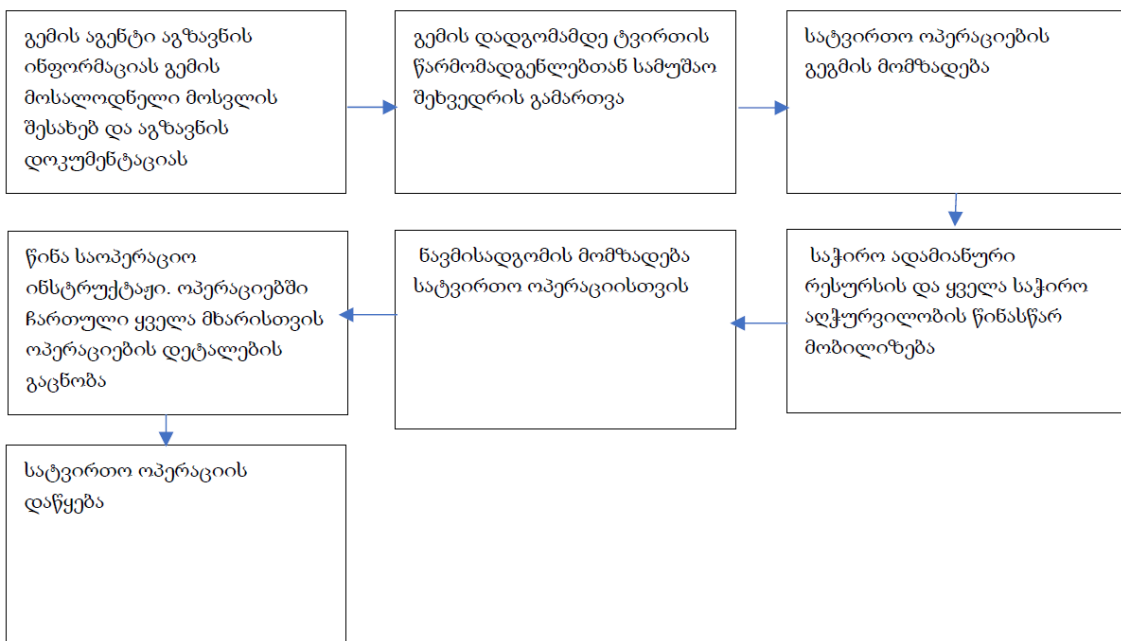 გემის აგენტი აგზავნის
ინფორმაციას გემის
მოსალოდნელი მოსვლის
შესახებ და აგზავნის
დოკუმენტაციას
გემის დადგომამდე ტვირთის
წარმომადგენლებთან სამუშაო
შეხვედრის გამართვა
სატვირთო ოპერაციების
გეგმის მომზადება
საჭირო ადამიანური
რესურსის და ყველა საჭირო
აღჭურვილობის წინასწარ
მობილიზება
ნავმისადგომის მომზადება
სატვირთო ოპერაციისთვის
წინა საოპერაციო
ინსტრუქტაჟი. ოპერაციებში
ჩართული ყველა მხარისთვის
ოპერაციების დეტალების
გაცნობა
სატვირთო ოპერაციის
დაწყება